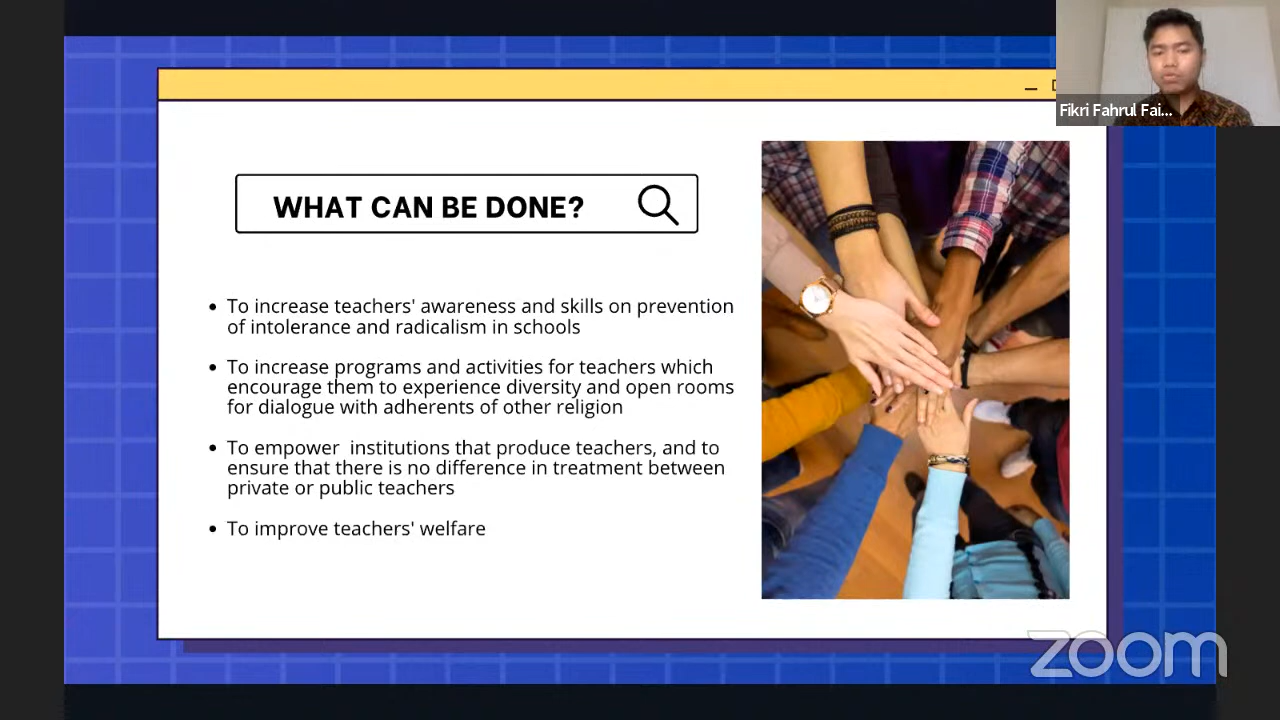 Fikri Fahrul Fai...
WHAT CAN BE DONE?
• To increase teachers' awareness and skills on prevention
of intolerance and radicalism in schools
• To increase programs and activities for teachers which
encourage them to experience diversity and open rooms
for dialogue with adherents of other religion
• To empower  institutions that produce teachers, and to
ensure that there is no difference in treatment between
private or public teachers
• To improve teachers' welfare
zoom